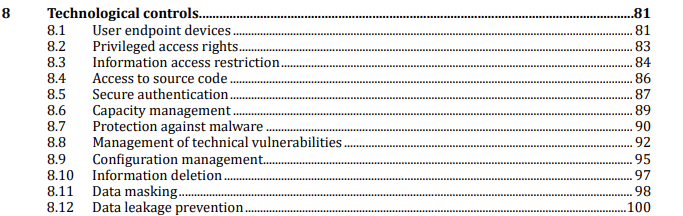 8 Technological controls.....81
8.1 User endpoint devices.....81
8.2 Privileged access rights.....83
8.3 Information access restriction.....84
8.4 Access to source code.....86
8.5 Secure authentication.....87
8.6 Capacity management.....89
8.7 Protection against malware.....90
8.8 Management of technical vulnerabilities.....92
8.9 Configuration management.....95
8.10 Information deletion.....97
8.11 Data masking.....98
8.12 Data leakage prevention.....100